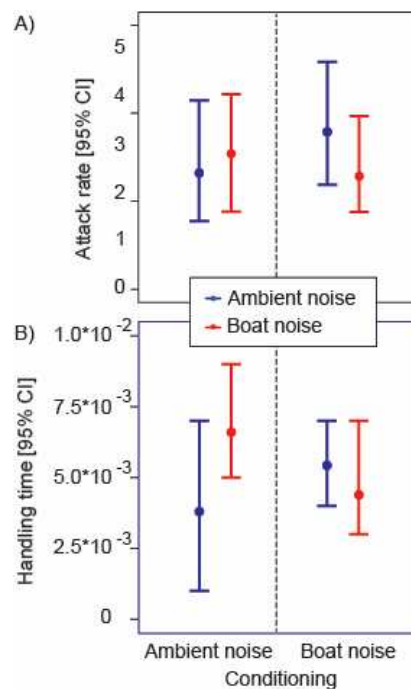 A)
Attack rate [95% CI]
5
4
3
2
1
0
Ambient noise
Boat noise
B)
Handling time [95% CI]
1.0*10⁻²
7.5*10⁻³
5.0*10⁻³
2.5*10⁻³
0
Ambient noise Boat noise
Conditioning